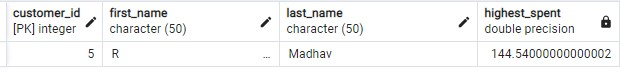 customer_id first_name last_name highest_spent
[PK] integer character (50) character (50) double precision
5 R ... Madhav 144.54000000000002